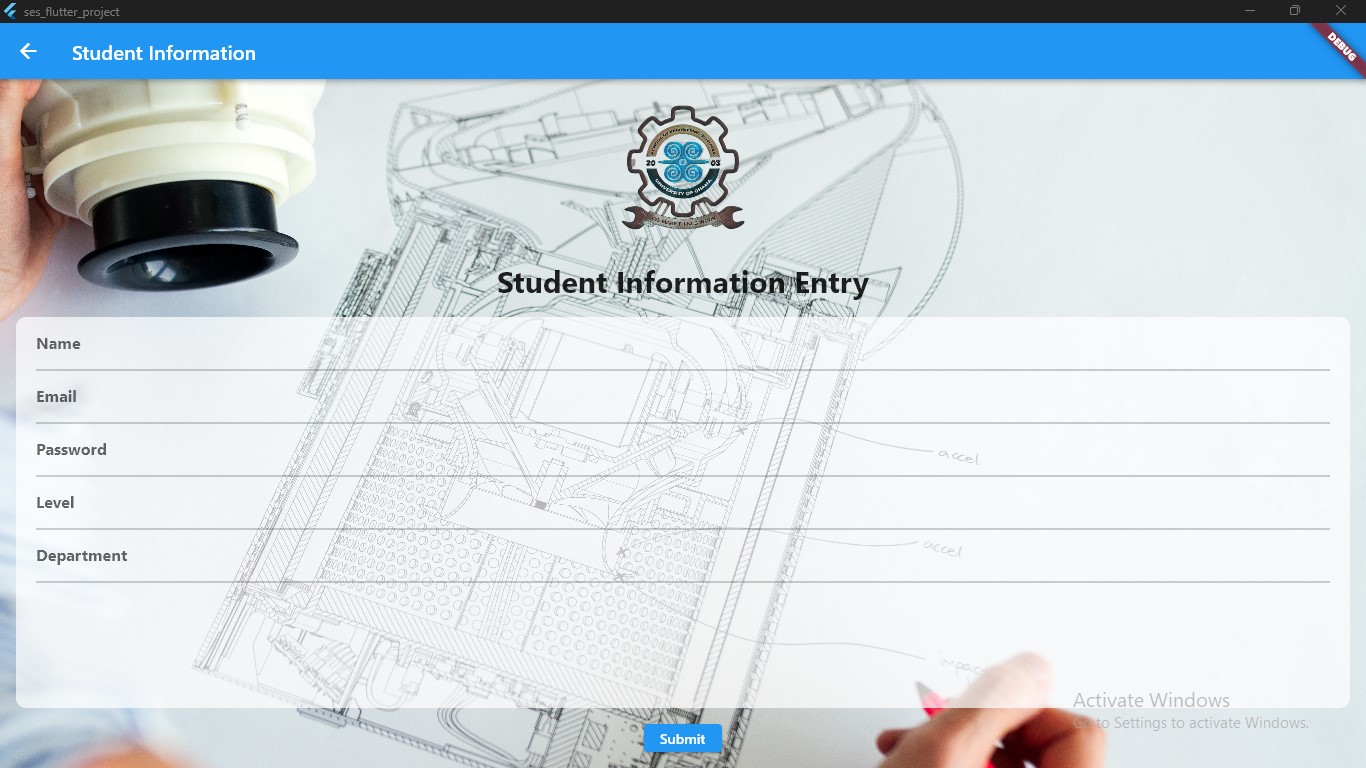 ses_flutter_project
Student Information
DEBUG
20 03
UNIVERSITY OF GHANA
Student Information Entry
Name
Email
Password
accel
Level
accel
Department
Activate Windows
Go to Settings to activate Windows.
Submit